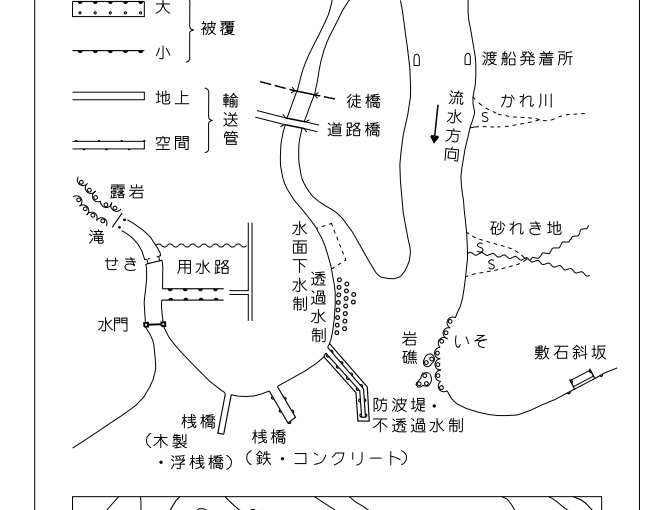 大
被覆
小
渡船発着所
地上
輸送管
徒橋
流水方向
かれ川
道路橋
空間
露岩
滝
水面下水制
砂れき地
S
S
S
せき
用水路
透過水制
水門
岩礁
いそ
敷石斜坂
防波堤・
不透過水制
桟橋
(木製
・浮桟橋)
桟橋
(鉄・コンクリート)